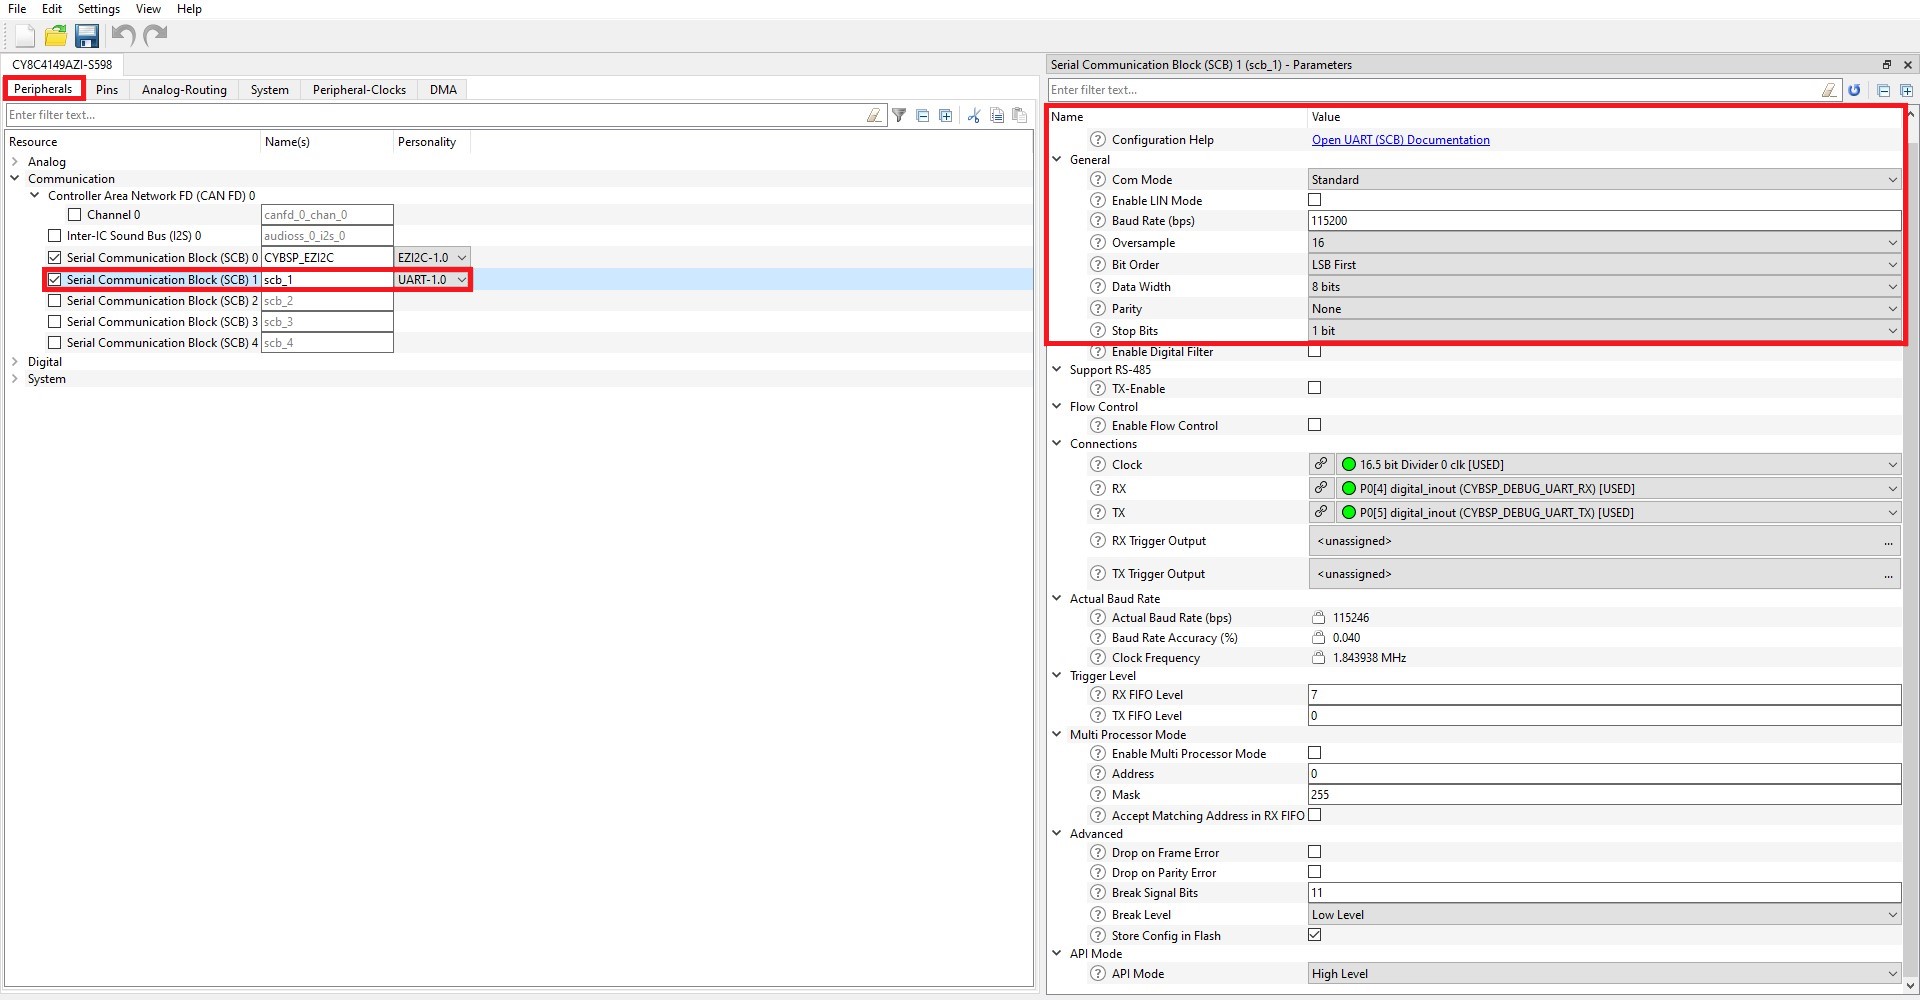 File Edit Settings View Help
CY8C4149AZI-S598
Peripherals Pins Analog-Routing System Peripheral-Clocks DMA
Enter filter text...
Resource Name(s) Personality
Analog
Communication
Controller Area Network FD (CAN FD) 0
Channel 0 canfd_0_chan_0
Inter-IC Sound Bus (I2S) 0 audioss_0_i2s_0
Serial Communication Block (SCB) 0 CYBSP_EZI2C EZI2C-1.0
Serial Communication Block (SCB) 1 scb_1 UART-1.0
Serial Communication Block (SCB) 2 scb_2
Serial Communication Block (SCB) 3 scb_3
Serial Communication Block (SCB) 4 scb_4
Digital
System
Serial Communication Block (SCB) 1 (scb_1) - Parameters
Enter filter text...
Name Value
Configuration Help Open UART (SCB) Documentation
General
Com Mode Standard
Enable LIN Mode
Baud Rate (bps) 115200
Oversample 16
Bit Order LSB First
Data Width 8 bits
Parity None
Stop Bits 1 bit
Enable Digital Filter
Support RS-485
TX-Enable
Flow Control
Enable Flow Control
Connections
Clock 16.5 bit Divider 0 clk [USED]
RX P0[4] digital_inout (CYBSP_DEBUG_UART_RX) [USED]
TX P0[5] digital_inout (CYBSP_DEBUG_UART_TX) [USED]
RX Trigger Output <unassigned> ...
TX Trigger Output <unassigned> ...
Actual Baud Rate
Actual Baud Rate (bps) 115246
Baud Rate Accuracy (%) 0.040
Clock Frequency 1.843938 MHz
Trigger Level
RX FIFO Level 7
TX FIFO Level 0
Multi Processor Mode
Enable Multi Processor Mode
Address 0
Mask 255
Accept Matching Address in RX FIFO
Advanced
Drop on Frame Error
Drop on Parity Error
Break Signal Bits 11
Break Level Low Level
Store Config in Flash
API Mode
API Mode High Level